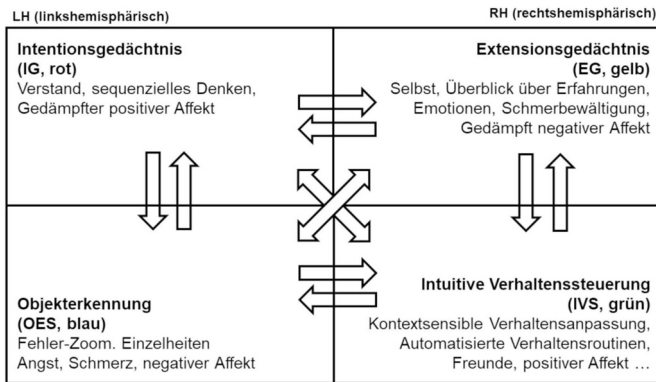 LH (linkshemisphärisch)
RH (rechtshemisphärisch)
Intentionsgedächtnis
(IG, rot)
Verstand, sequenzielles Denken,
Gedämpfter positiver Affekt
Extensionsgedächtnis
(EG, gelb)
Selbst, Überblick über Erfahrungen,
Emotionen, Schmerbewältigung,
Gedämpft negativer Affekt
Objekterkennung
(OES, blau)
Fehler-Zoom. Einzelheiten
Angst, Schmerz, negativer Affekt
Intuitive Verhaltenssteuerung
(IVS, grün)
Kontextsensible Verhaltensanpassung,
Automatisierte Verhaltensroutinen,
Freunde, positiver Affekt ...